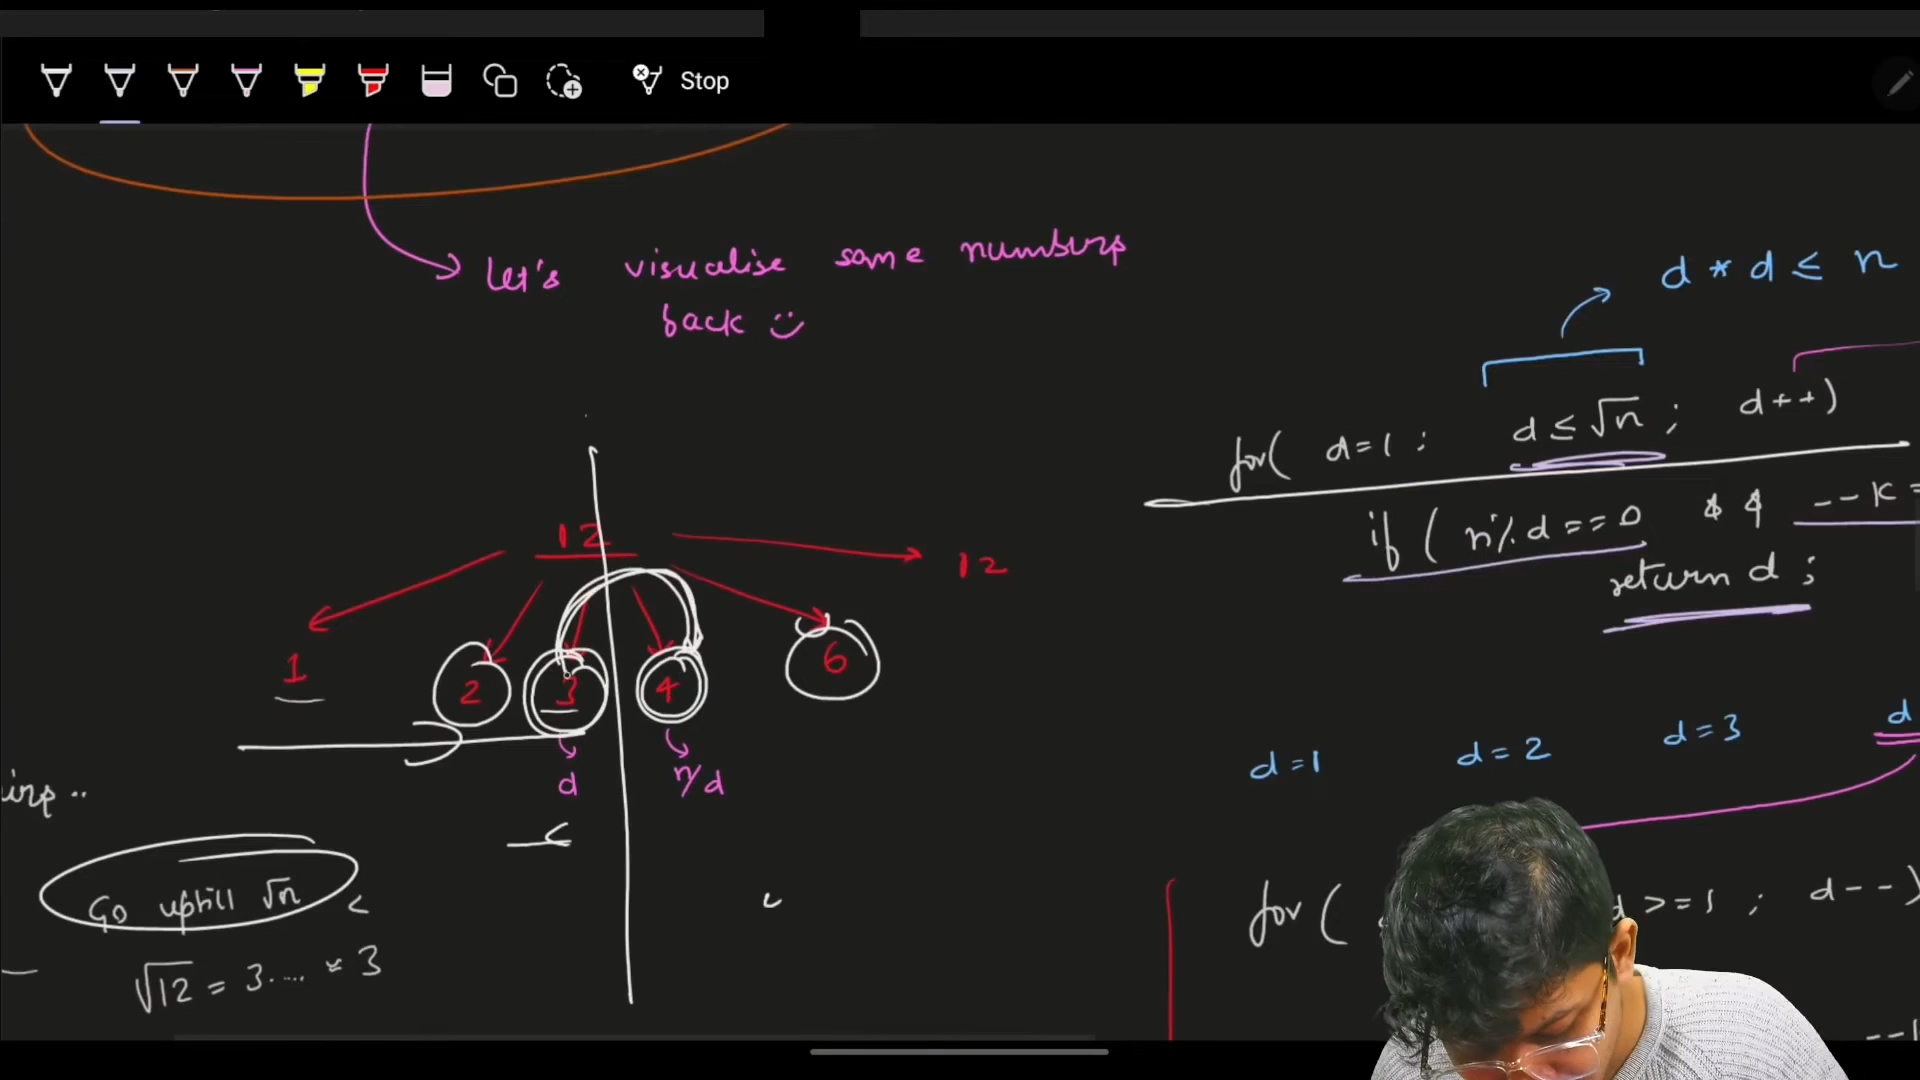 Stop
Let's visualise some numbers
back :)
d * d ≤ n
for( d=1 ; d ≤ √n ; d++)
if ( n % d == 0 && --K =
return d ;
12
12
1 2 3 4 6
d n/d
<
d=1 d=2 d=3 d
Go uptill √n <
√12 = 3.... ≈ 3
for( d >= 1 ; d--)
--K